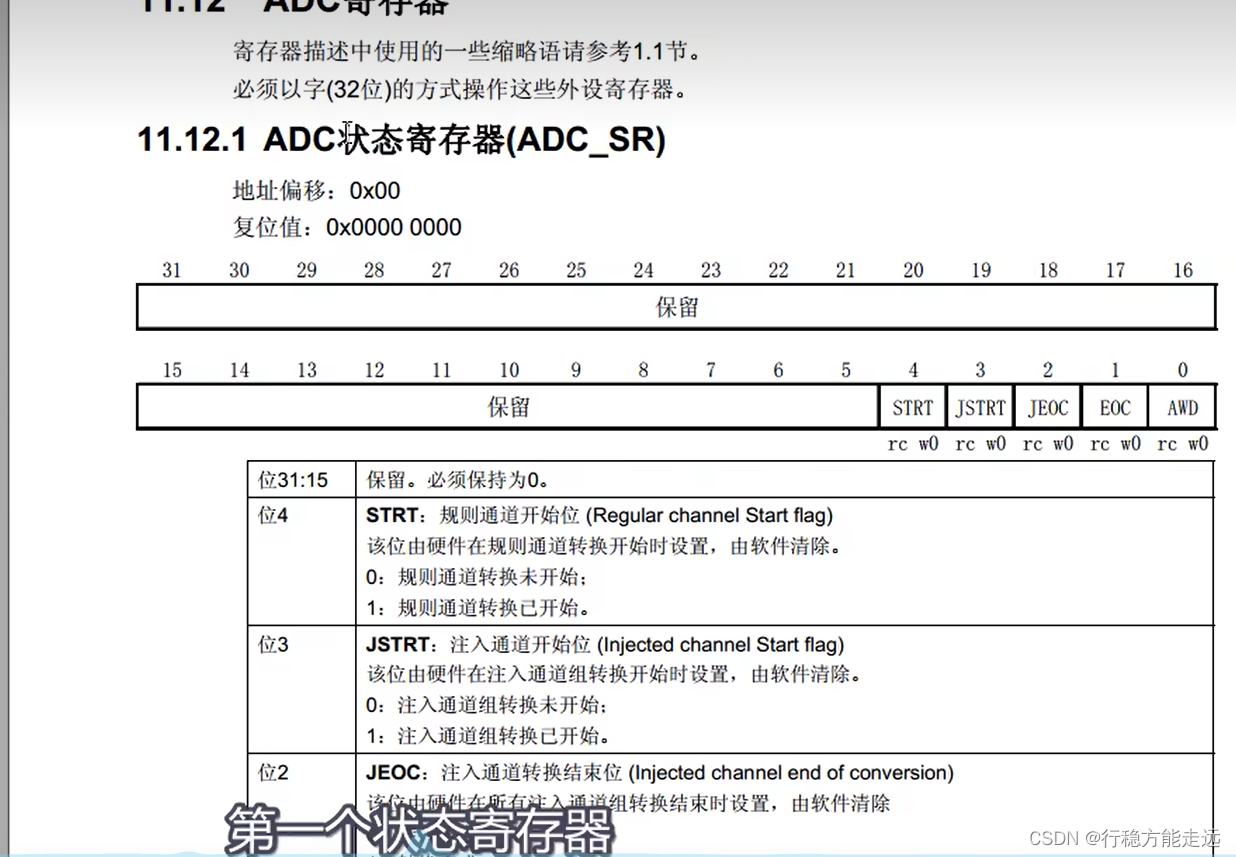 11.12 ADC寄存器
寄存器描述中使用的一些缩略语请参考1.1节。
必须以字(32位)的方式操作这些外设寄存器。
11.12.1 ADC状态寄存器(ADC_SR)
地址偏移：0x00
复位值：0x0000 0000
31 30 29 28 27 26 25 24 23 22 21 20 19 18 17 16
保留
15 14 13 12 11 10 9 8 7 6 5 4 3 2 1 0
保留 STRT JSTRT JEOC EOC AWD
rc w0 rc w0 rc w0 rc w0 rc w0
位31:15 保留。必须保持为0。
位4 STRT：规则通道开始位 (Regular channel Start flag)
该位由硬件在规则通道转换开始时设置，由软件清除。
0：规则通道转换未开始；
1：规则通道转换已开始。
位3 JSTRT：注入通道开始位 (Injected channel Start flag)
该位由硬件在注入通道组转换开始时设置，由软件清除。
0：注入通道组转换未开始；
1：注入通道组转换已开始。
位2 JEOC：注入通道转换结束位 (Injected channel end of conversion)
该位由硬件在所有注入通道组转换结束时设置，由软件清除
第一个状态寄存器
CSDN @行稳方能走远